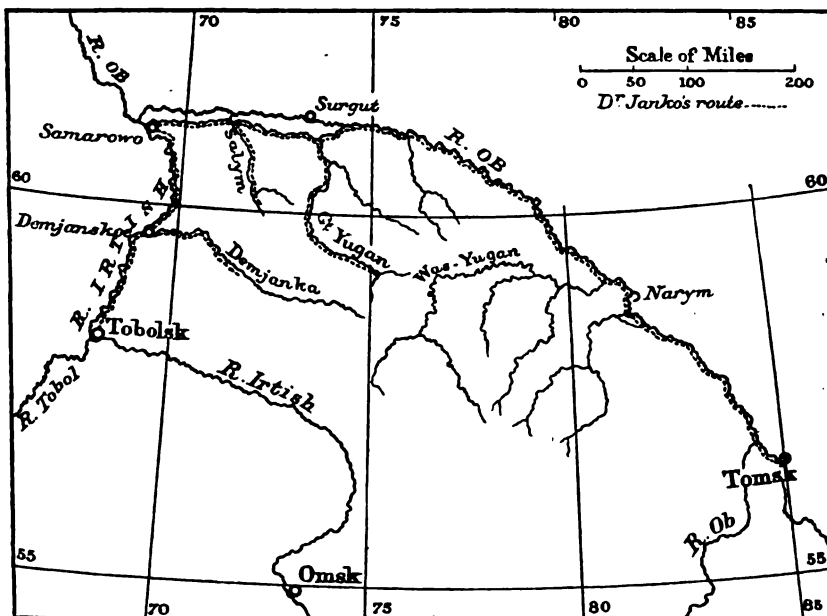 70
75
80
85
R. OB
Scale of Miles
0 50 100 200
Dr. Janko's route
Surgut
Samarowo
Salym
R. OB
60
60
R. IRTISH
Domjansk
Gt. Yugan
Demjanka
Was-Yugan
Narym
Tobolsk
R. Tobol
R. Irtish
Tomsk
R. Ob
55
55
Omsk
70
75
80
85